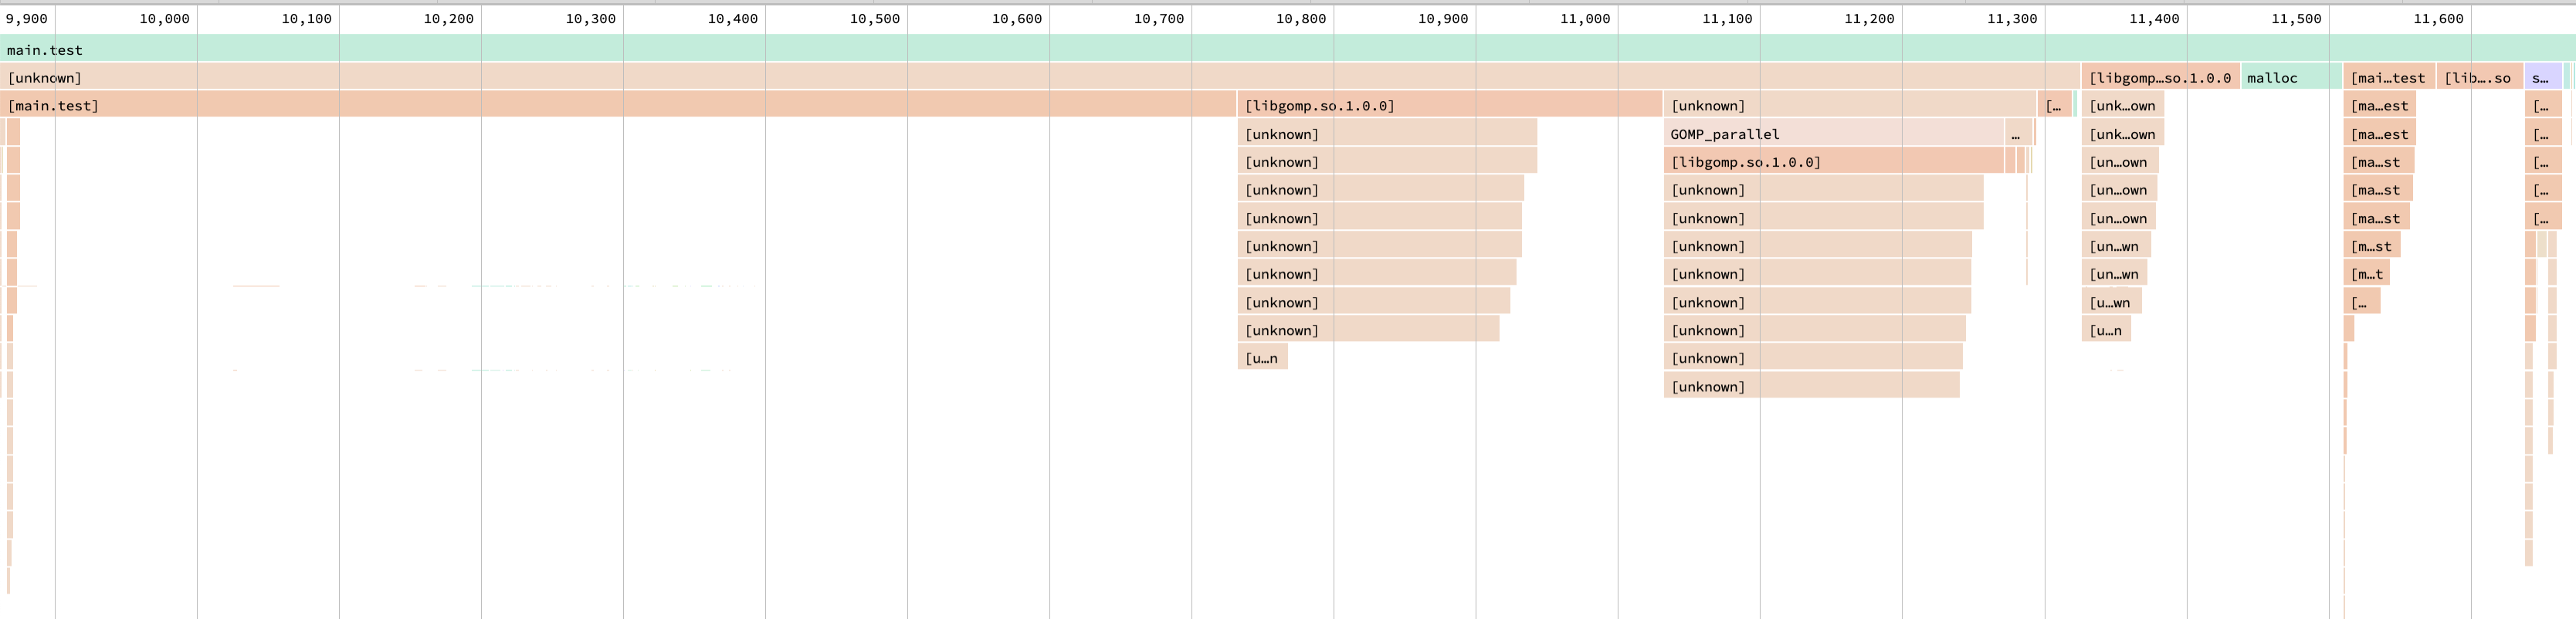 9,900 10,000 10,100 10,200 10,300 10,400 10,500 10,600 10,700 10,800 10,900 11,000 11,100 11,200 11,300 11,400 11,500 11,600
main.test
[unknown] [libgomp…so.1.0.0 malloc [mai…test [lib….so s…
[main.test] [libgomp.so.1.0.0] [unknown] [… [unk…own [ma…est […
[unknown] GOMP_parallel … [unk…own [ma…est […
[unknown] [libgomp.so.1.0.0] [un…own [ma…st […
[unknown] [unknown] [un…own [ma…st […
[unknown] [unknown] [un…own [ma…st […
[unknown] [unknown] [un…wn [m…st
[unknown] [unknown] [un…wn [m…t
[unknown] [unknown] [u…wn […
[unknown] [unknown] [u…n
[u…n [unknown]
[unknown]